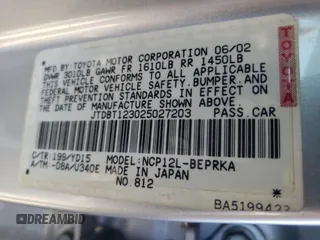 MFD. BY TOYOTA MOTOR CORPORATION 06/02
GVWR 3010LB GAWR FR 1610LB RR 1450LB
THIS VEHICLE CONFORMS TO ALL APPLICABLE
FEDERAL MOTOR VEHICLE SAFETY, BUMPER, AND
THEFT PREVENTION STANDARDS IN EFFECT ON
THE DATE OF MANUFACTURE SHOWN ABOVE.
JTDBT123025027203 PASS. CAR
C/TR: 199/YD15 MODEL: NCP12L-BEPRKA
A/TM: -08A/U340E MADE IN JAPAN
NO. 812
BA5199423
TOYOTA